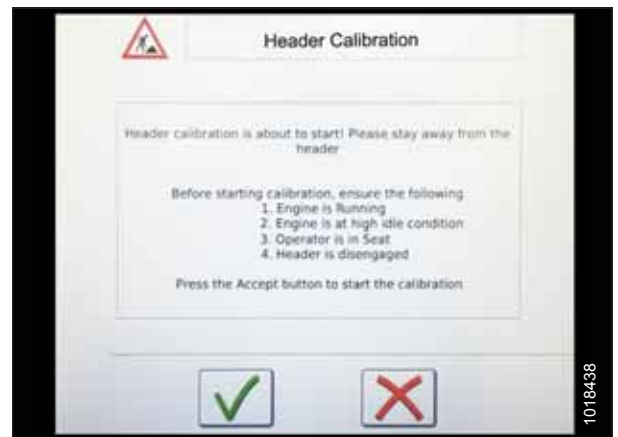 Header Calibration
Header calibration is about to start! Please stay away from the
header
Before starting calibration, ensure the following
1. Engine is Running
2. Engine is at high idle condition
3. Operator is in Seat
4. Header is disengaged
Press the Accept button to start the calibration
1018438